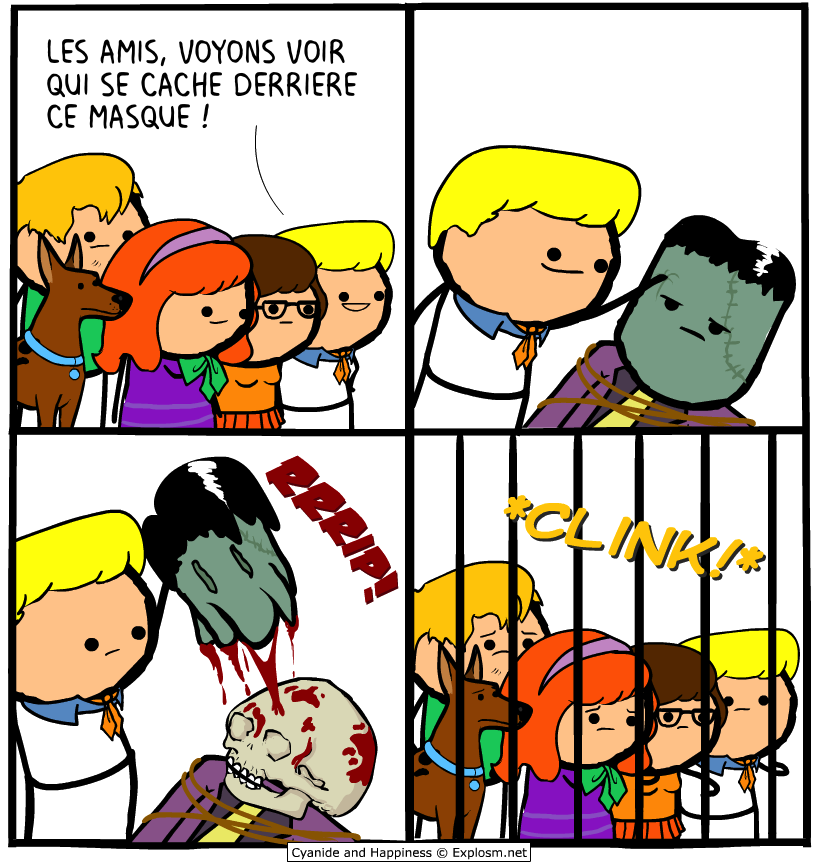 LES AMIS, VOYONS VOIR
QUI SE CACHE DERRIERE
CE MASQUE !
RRRIP!
*CLINK!*
Cyanide and Happiness © Explosm.net